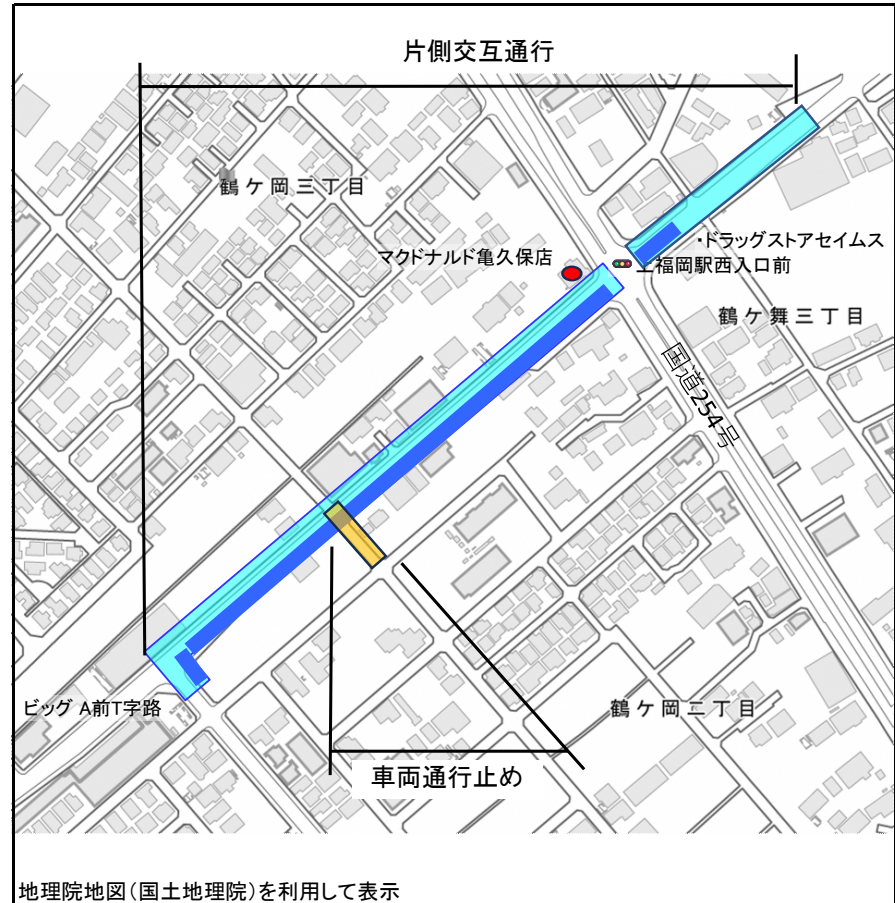 片側交互通行
鶴ケ岡三丁目
マクドナルド亀久保店
・ドラッグストアセイムス
上福岡駅西入口前
鶴ケ舞三丁目
国道254号
ビッグ A前T字路
鶴ケ岡二丁目
車両通行止め
地理院地図(国土地理院)を利用して表示